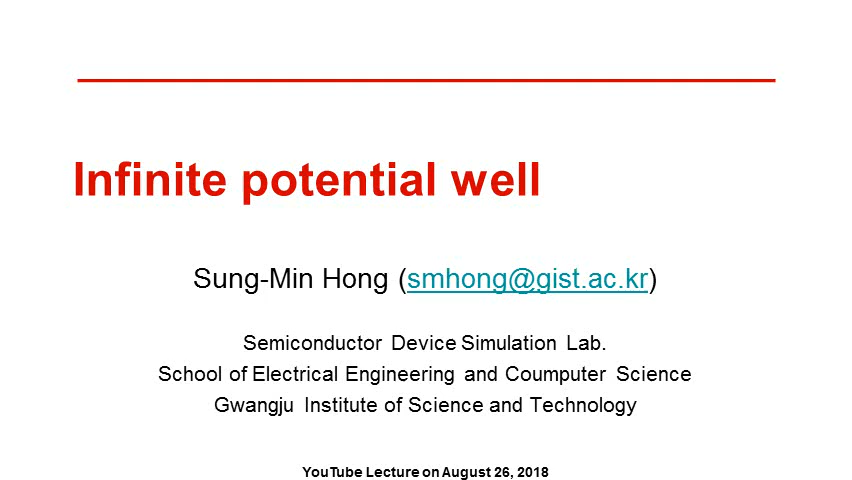 Infinite potential well
Sung-Min Hong (smhong@gist.ac.kr)
Semiconductor Device Simulation Lab.
School of Electrical Engineering and Coumputer Science
Gwangju Institute of Science and Technology
YouTube Lecture on August 26, 2018